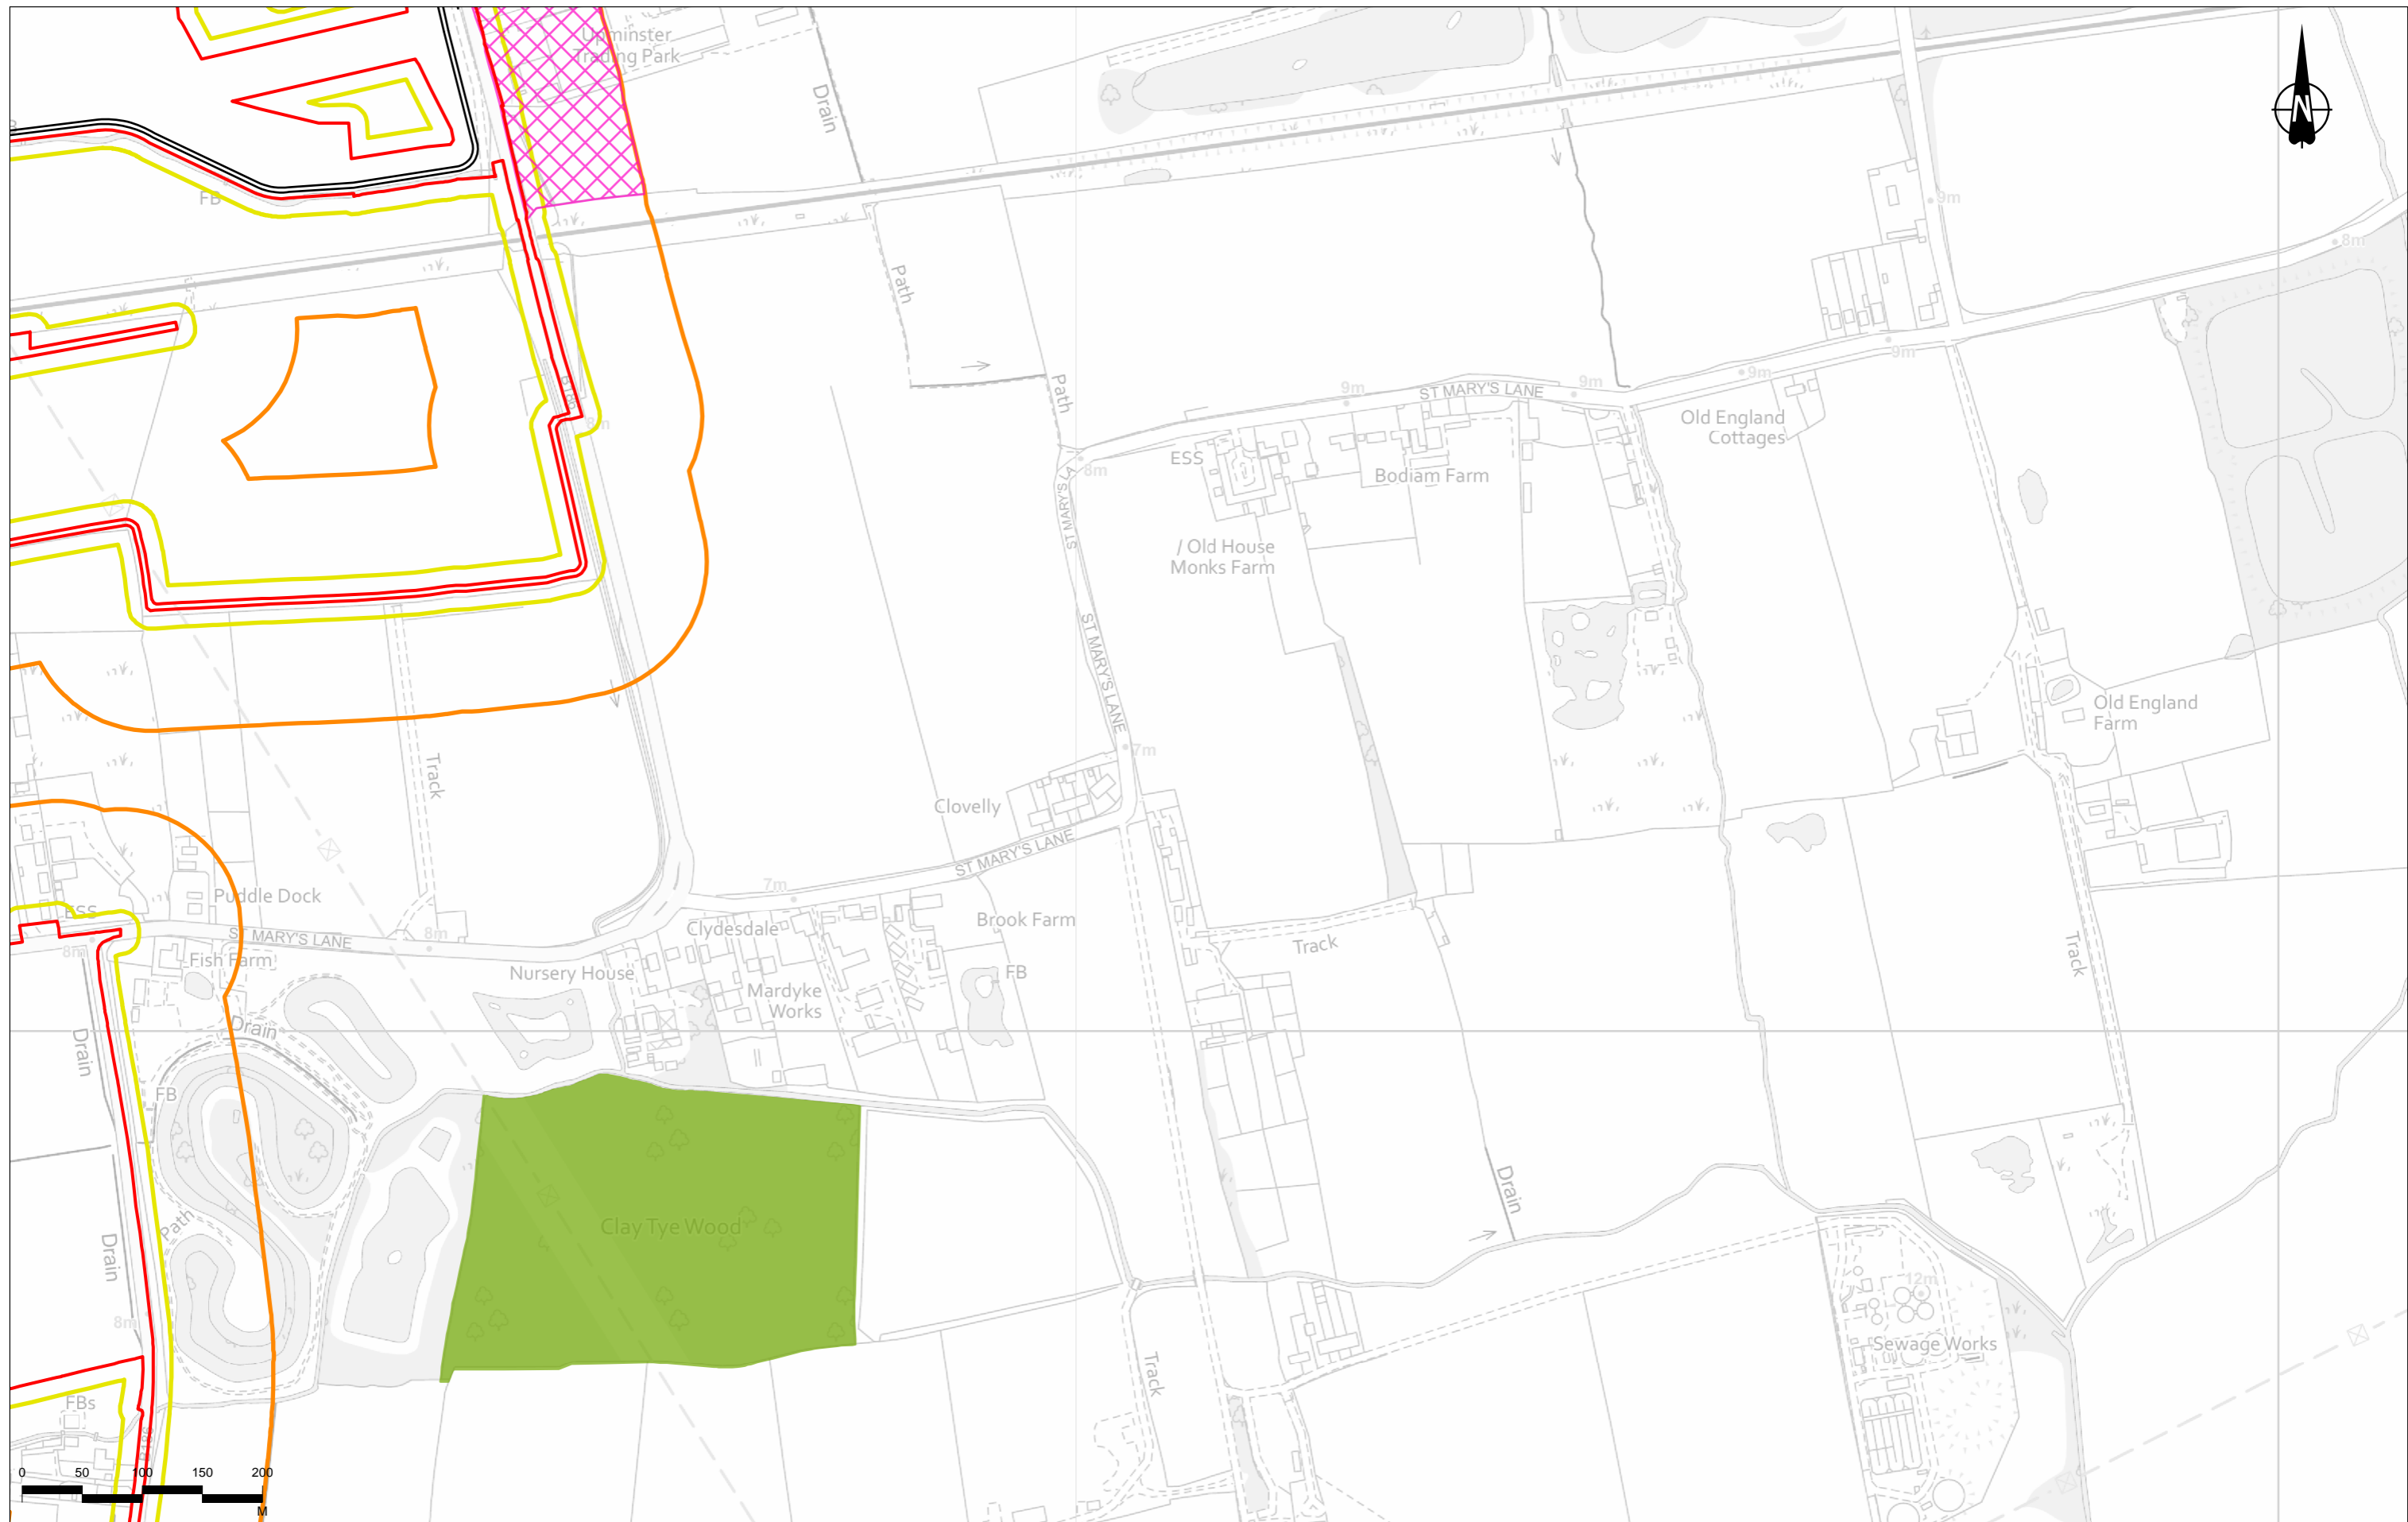 Upminster
Trading Park
Drain
N
FB
9m
8m
Path
9m
ST MARY'S LANE
9m
9m
9m
Path
8m
Old England
Cottages
8m
ESS
Bodiam Farm
ST MARY'S LA
/ Old House
Monks Farm
ST MARY'S LANE
Old England
Farm
7m
Track
Clovelly
ST MARY'S LANE
7m
Puddle Dock
ESS
ST MARY'S LANE
8m
Clydesdale
Brook Farm
8m
Fish Farm
Nursery House
Track
Track
FB
Mardyke
Works
Drain
Drain
FB
Path
Drain
Clay Tye Wood
Drain
12m
8m
Sewage Works
Track
FBs
0 50 100 150 200
M